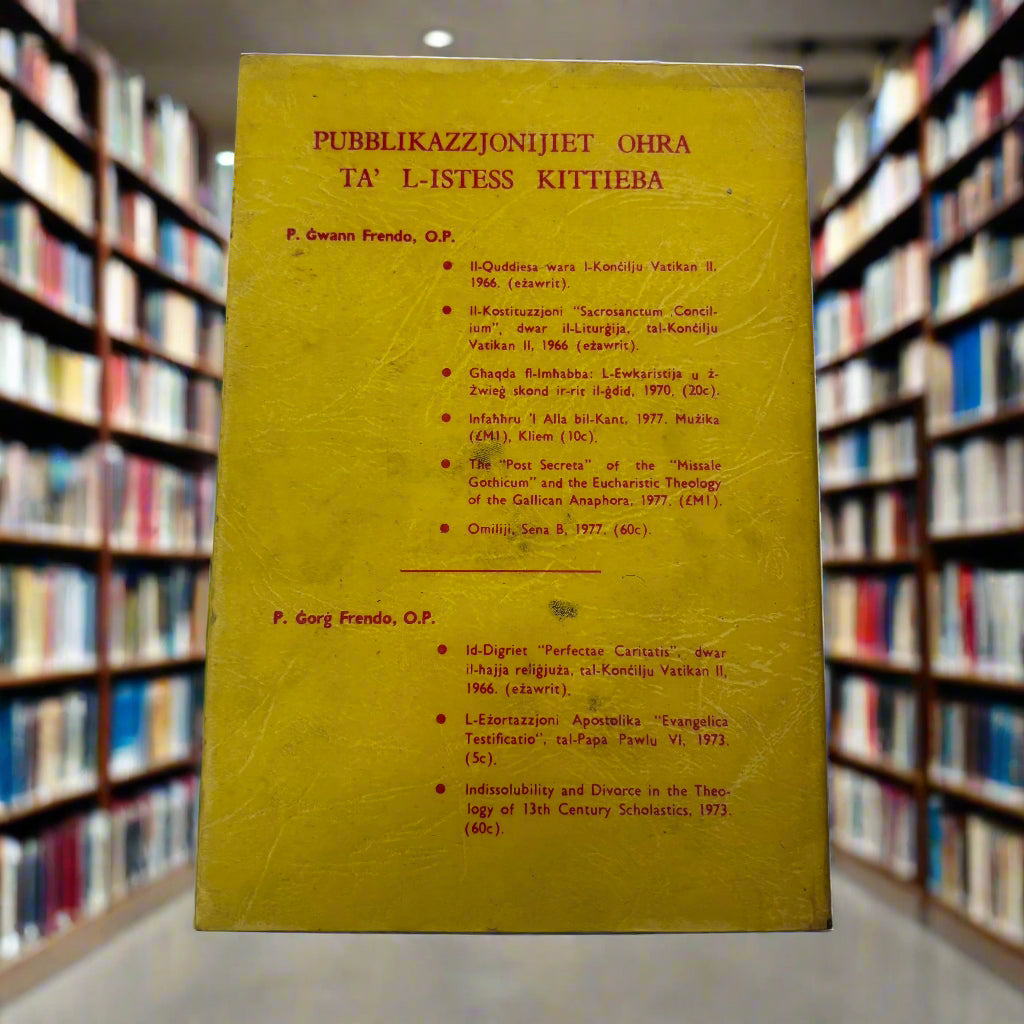 PUBBLIKAZZJONIJIET OHRA
TA' L-ISTESS KITTIEBA
P. Ġwann Frendo, O.P.
● Il-Quddiesa wara l-Konċilju Vatikan II,
1966. (eżawrit).
● Il-Kostituzzjoni "Sacrosanctum Concil-
ium", dwar il-Liturġija, tal-Konċilju
Vatikan II, 1966 (eżawrit).
● Għaqda fl-Imħabba: L-Ewkaristija u ż-
Żwieġ skond ir-rit il-ġdid, 1970, (20c).
● Infaħħru 'l Alla bil-Kant, 1977. Mużika
(£M1), Kliem (10c).
● The "Post Secreta" of the "Missale
Gothicum" and the Eucharistic Theology
of the Gallican Anaphora, 1977. (£M1).
● Omiliji, Sena B, 1977. (60c).
P. Ġorġ Frendo, O.P.
● Id-Digriet "Perfectae Caritatis", dwar
il-ħajja reliġjuża, tal-Konċilju Vatikan II,
1966. (eżawrit).
● L-Eżortazzjoni Apostolika "Evangelica
Testificatio", tal-Papa Pawlu VI, 1973.
(5c).
● Indissolubility and Divorce in the Theo-
logy of 13th Century Scholastics, 1973.
(60c).